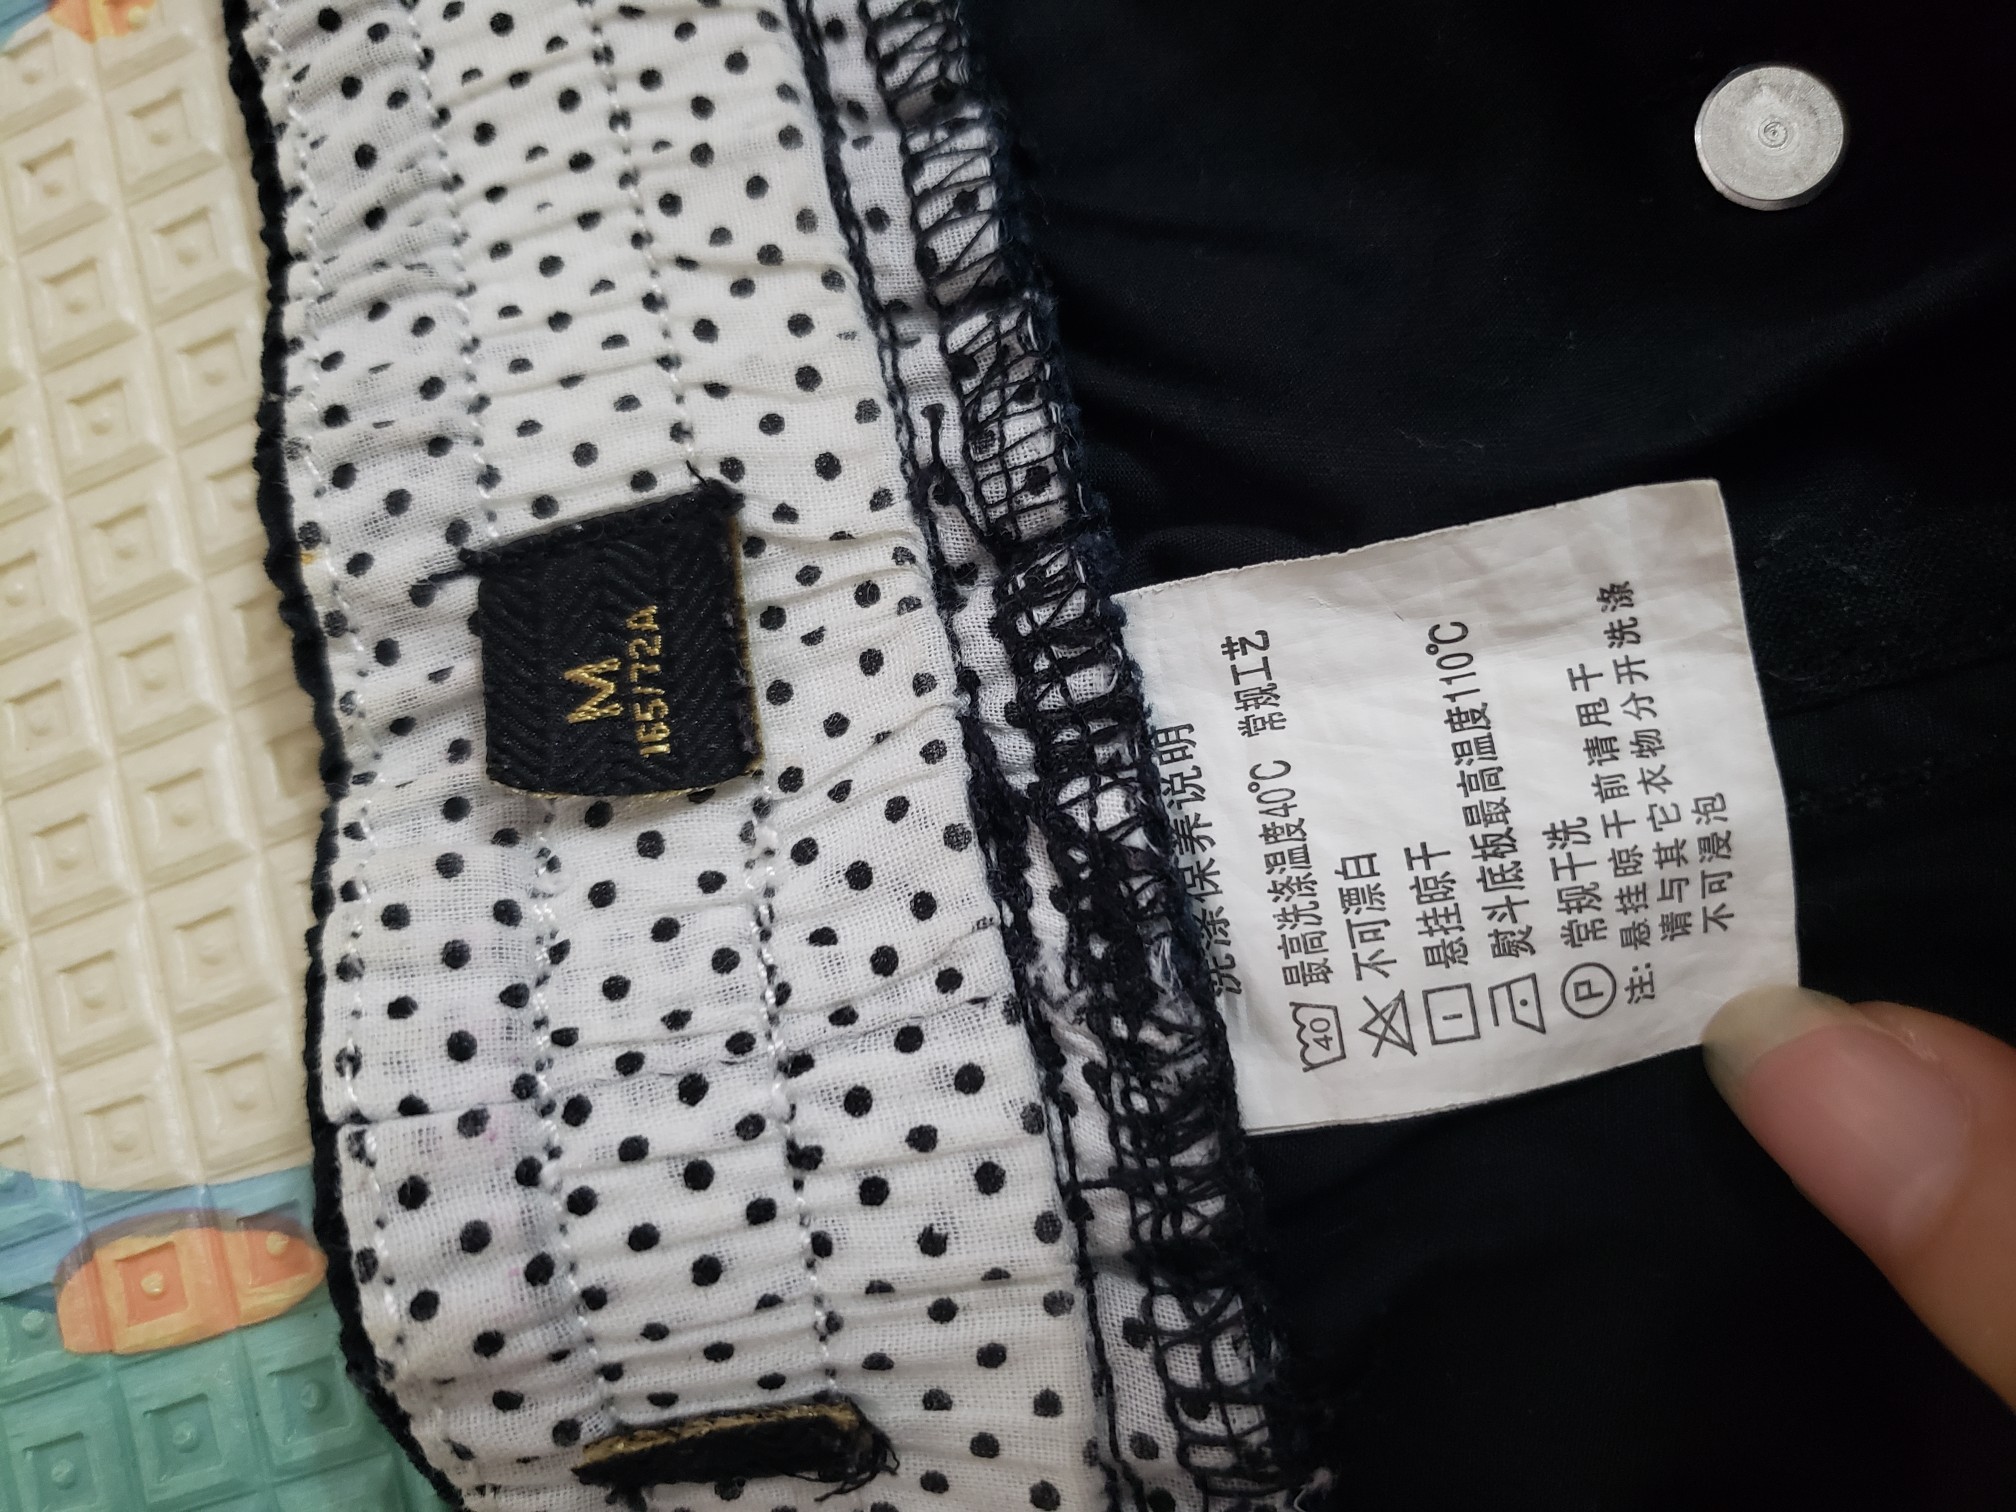 M
165/72A
洗涤保养说明
40 最高洗涤温度40℃ 常规工艺
不可漂白
悬挂晾干
熨斗底板最高温度110℃
P 常规干洗
注: 悬挂晾干前请甩干
请与其它衣物分开洗涤
不可浸泡